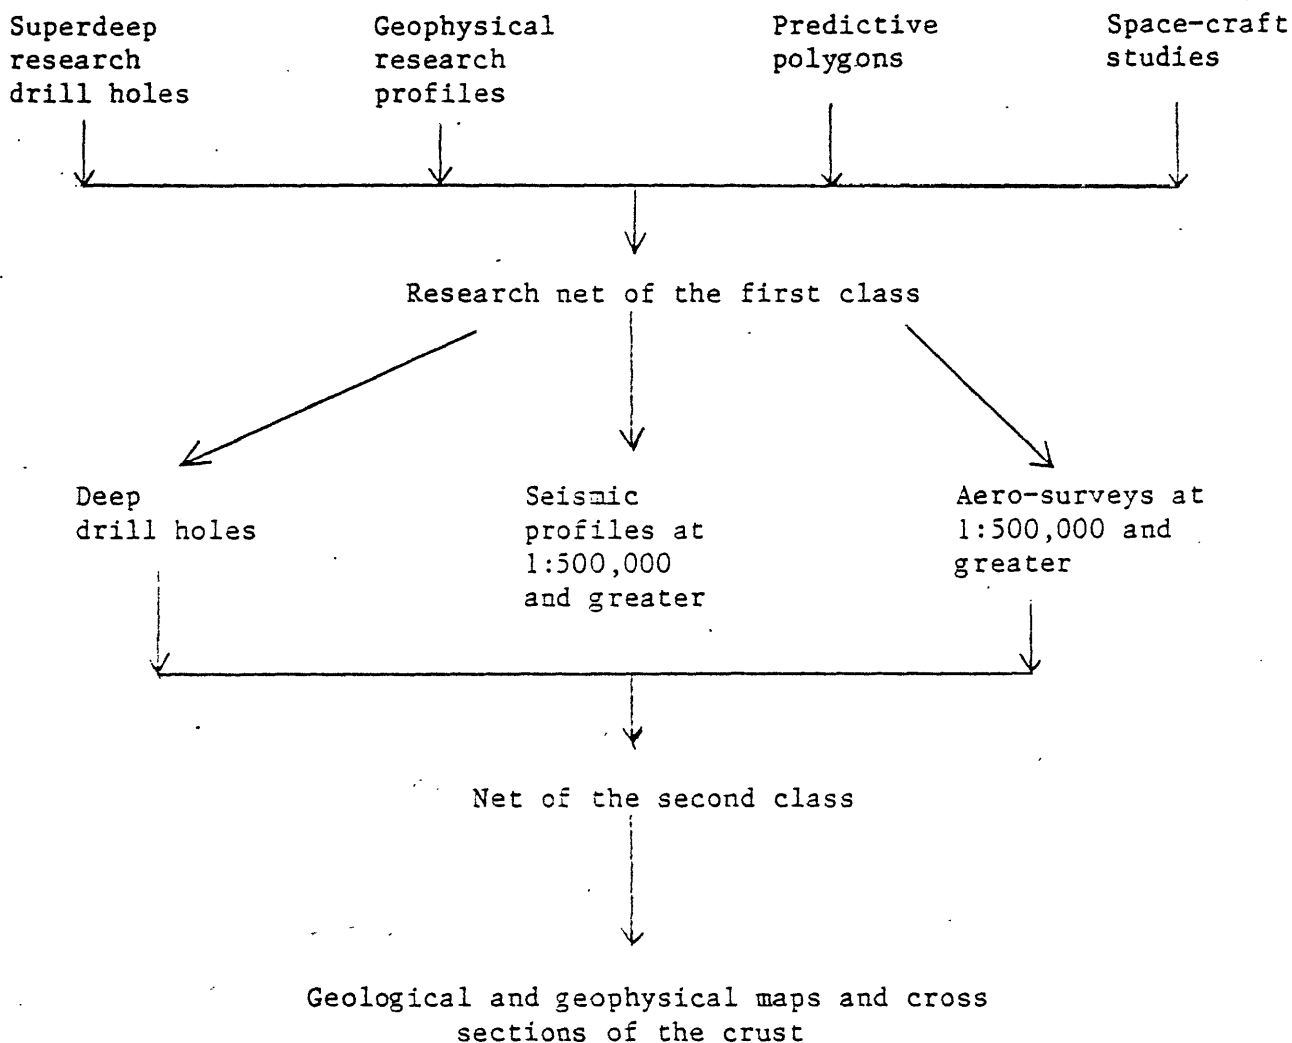 Superdeep
research
drill holes
Geophysical
research
profiles
Predictive
polygons
Space-craft
studies
Research net of the first class
Deep
drill holes
Seismic
profiles at
1:500,000
and greater
Aero-surveys at
1:500,000 and
greater
Net of the second class
Geological and geophysical maps and cross
sections of the crust